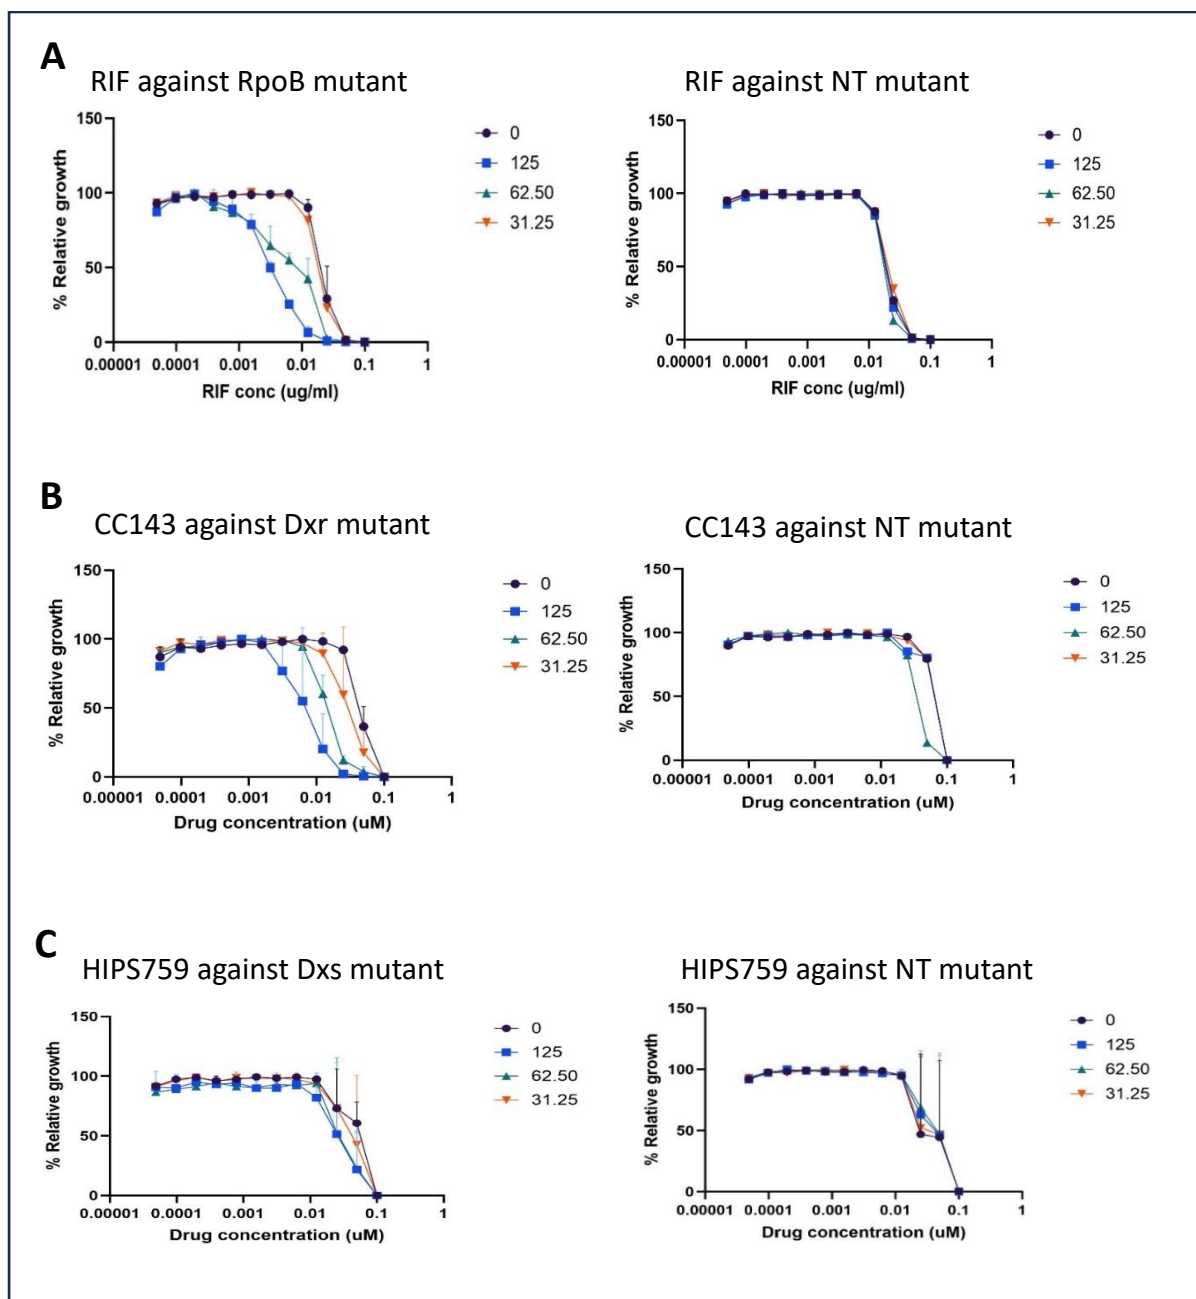 A
RIF against RpoB mutant
150
100
50
0
0.00001 0.0001 0.001 0.01 0.1 1
% Relative growth
RIF conc (ug/ml)
0
125
62.50
31.25
RIF against NT mutant
150
100
50
0
0.00001 0.0001 0.001 0.01 0.1 1
% Relative growth
RIF conc (ug/ml)
0
125
62.50
31.25
B
CC143 against Dxr mutant
150
100
50
0
0.00001 0.0001 0.001 0.01 0.1 1
% Relative growth
Drug concentration (uM)
0
125
62.50
31.25
CC143 against NT mutant
150
100
50
0
0.00001 0.0001 0.001 0.01 0.1 1
% Relative growth
Drug concentration (uM)
0
125
62.50
31.25
C
HIPS759 against Dxs mutant
150
100
50
0
0.00001 0.0001 0.001 0.01 0.1 1
% Relative growth
Drug concentration (uM)
0
125
62.50
31.25
HIPS759 against NT mutant
150
100
50
0
0.00001 0.0001 0.001 0.01 0.1 1
% Relative growth
Drug concentration (uM)
0
125
62.50
31.25